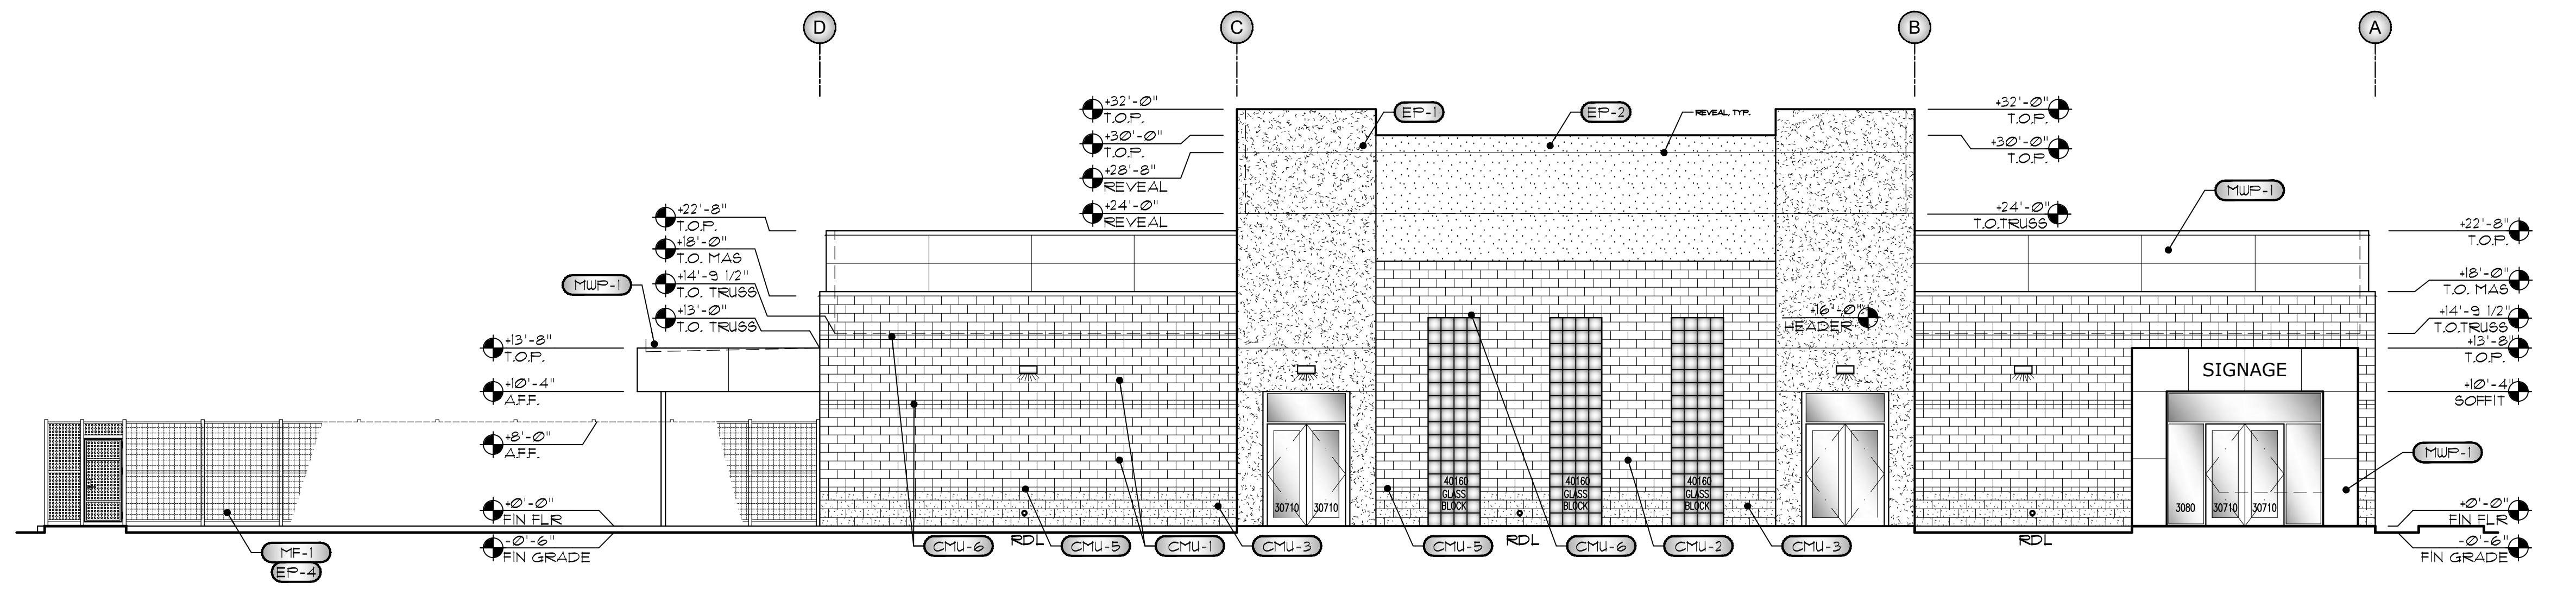 D
C
B
A
+32'-0"
T.O.P.
+30'-0"
T.O.P.
+28'-8"
REVEAL
+24'-0"
REVEAL
EP-1
EP-2
REVEAL, TYP.
+32'-0"
T.O.P.
+30'-0"
T.O.P.
+24'-0"
T.O.TRUSS
MWP-1
+22'-8"
T.O.P.
+18'-0"
T.O. MAS
+14'-9 1/2"
T.O. TRUSS
+13'-0"
T.O. TRUSS
MWP-1
+13'-8"
T.O.P.
+10'-4"
A.F.F.
+8'-0"
A.F.F.
+0'-0"
FIN FLR
-0'-6"
FIN GRADE
+16'-0"
HEADER
+22'-8"
T.O.P.
+18'-0"
T.O. MAS
+14'-9 1/2"
T.O.TRUSS
+13'-8"
T.O.P.
+10'-4"
SOFFIT
MWP-1
+0'-0"
FIN FLR
-0'-6"
FIN GRADE
SIGNAGE
30710
30710
40160
GLASS
BLOCK
40160
GLASS
BLOCK
40160
GLASS
BLOCK
3080
30710
30710
MF-1
EP-4
CMU-6
RDL
CMU-5
CMU-1
CMU-3
CMU-5
RDL
CMU-6
CMU-2
CMU-3
RDL